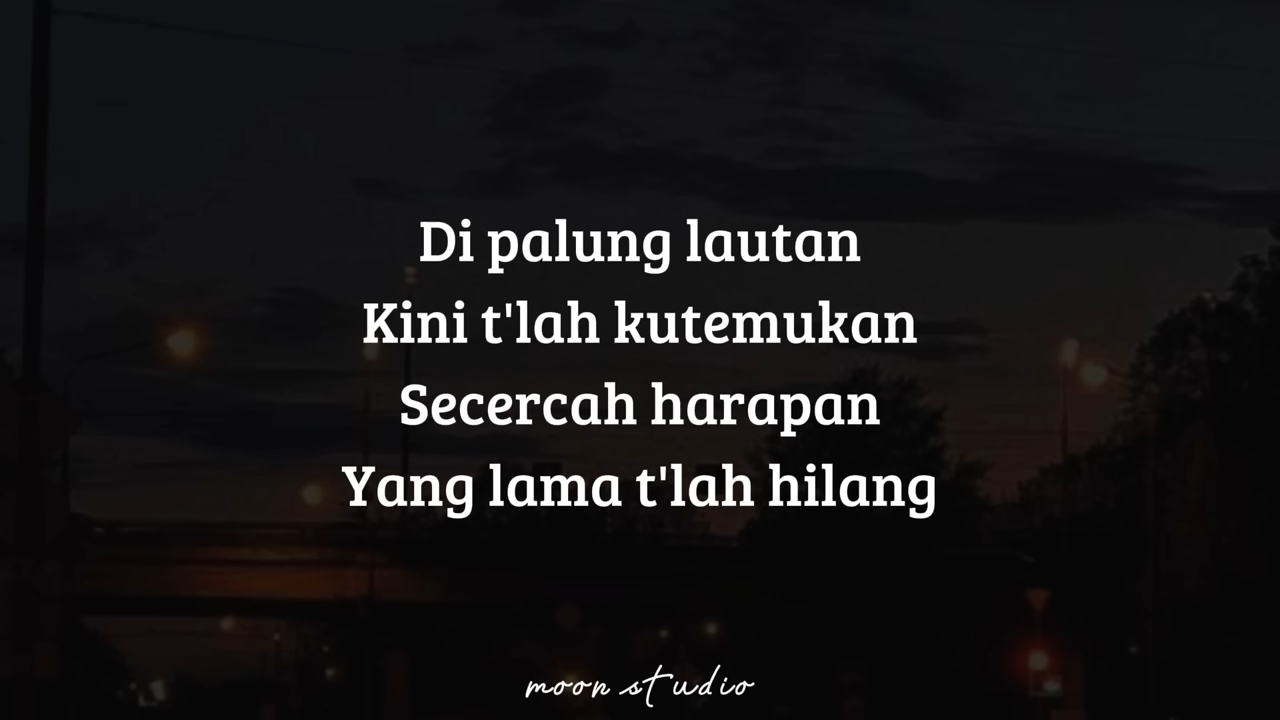 Di palung lautan
Kini t'lah kutemukan
Secercah harapan
Yang lama t'lah hilang
moon studio